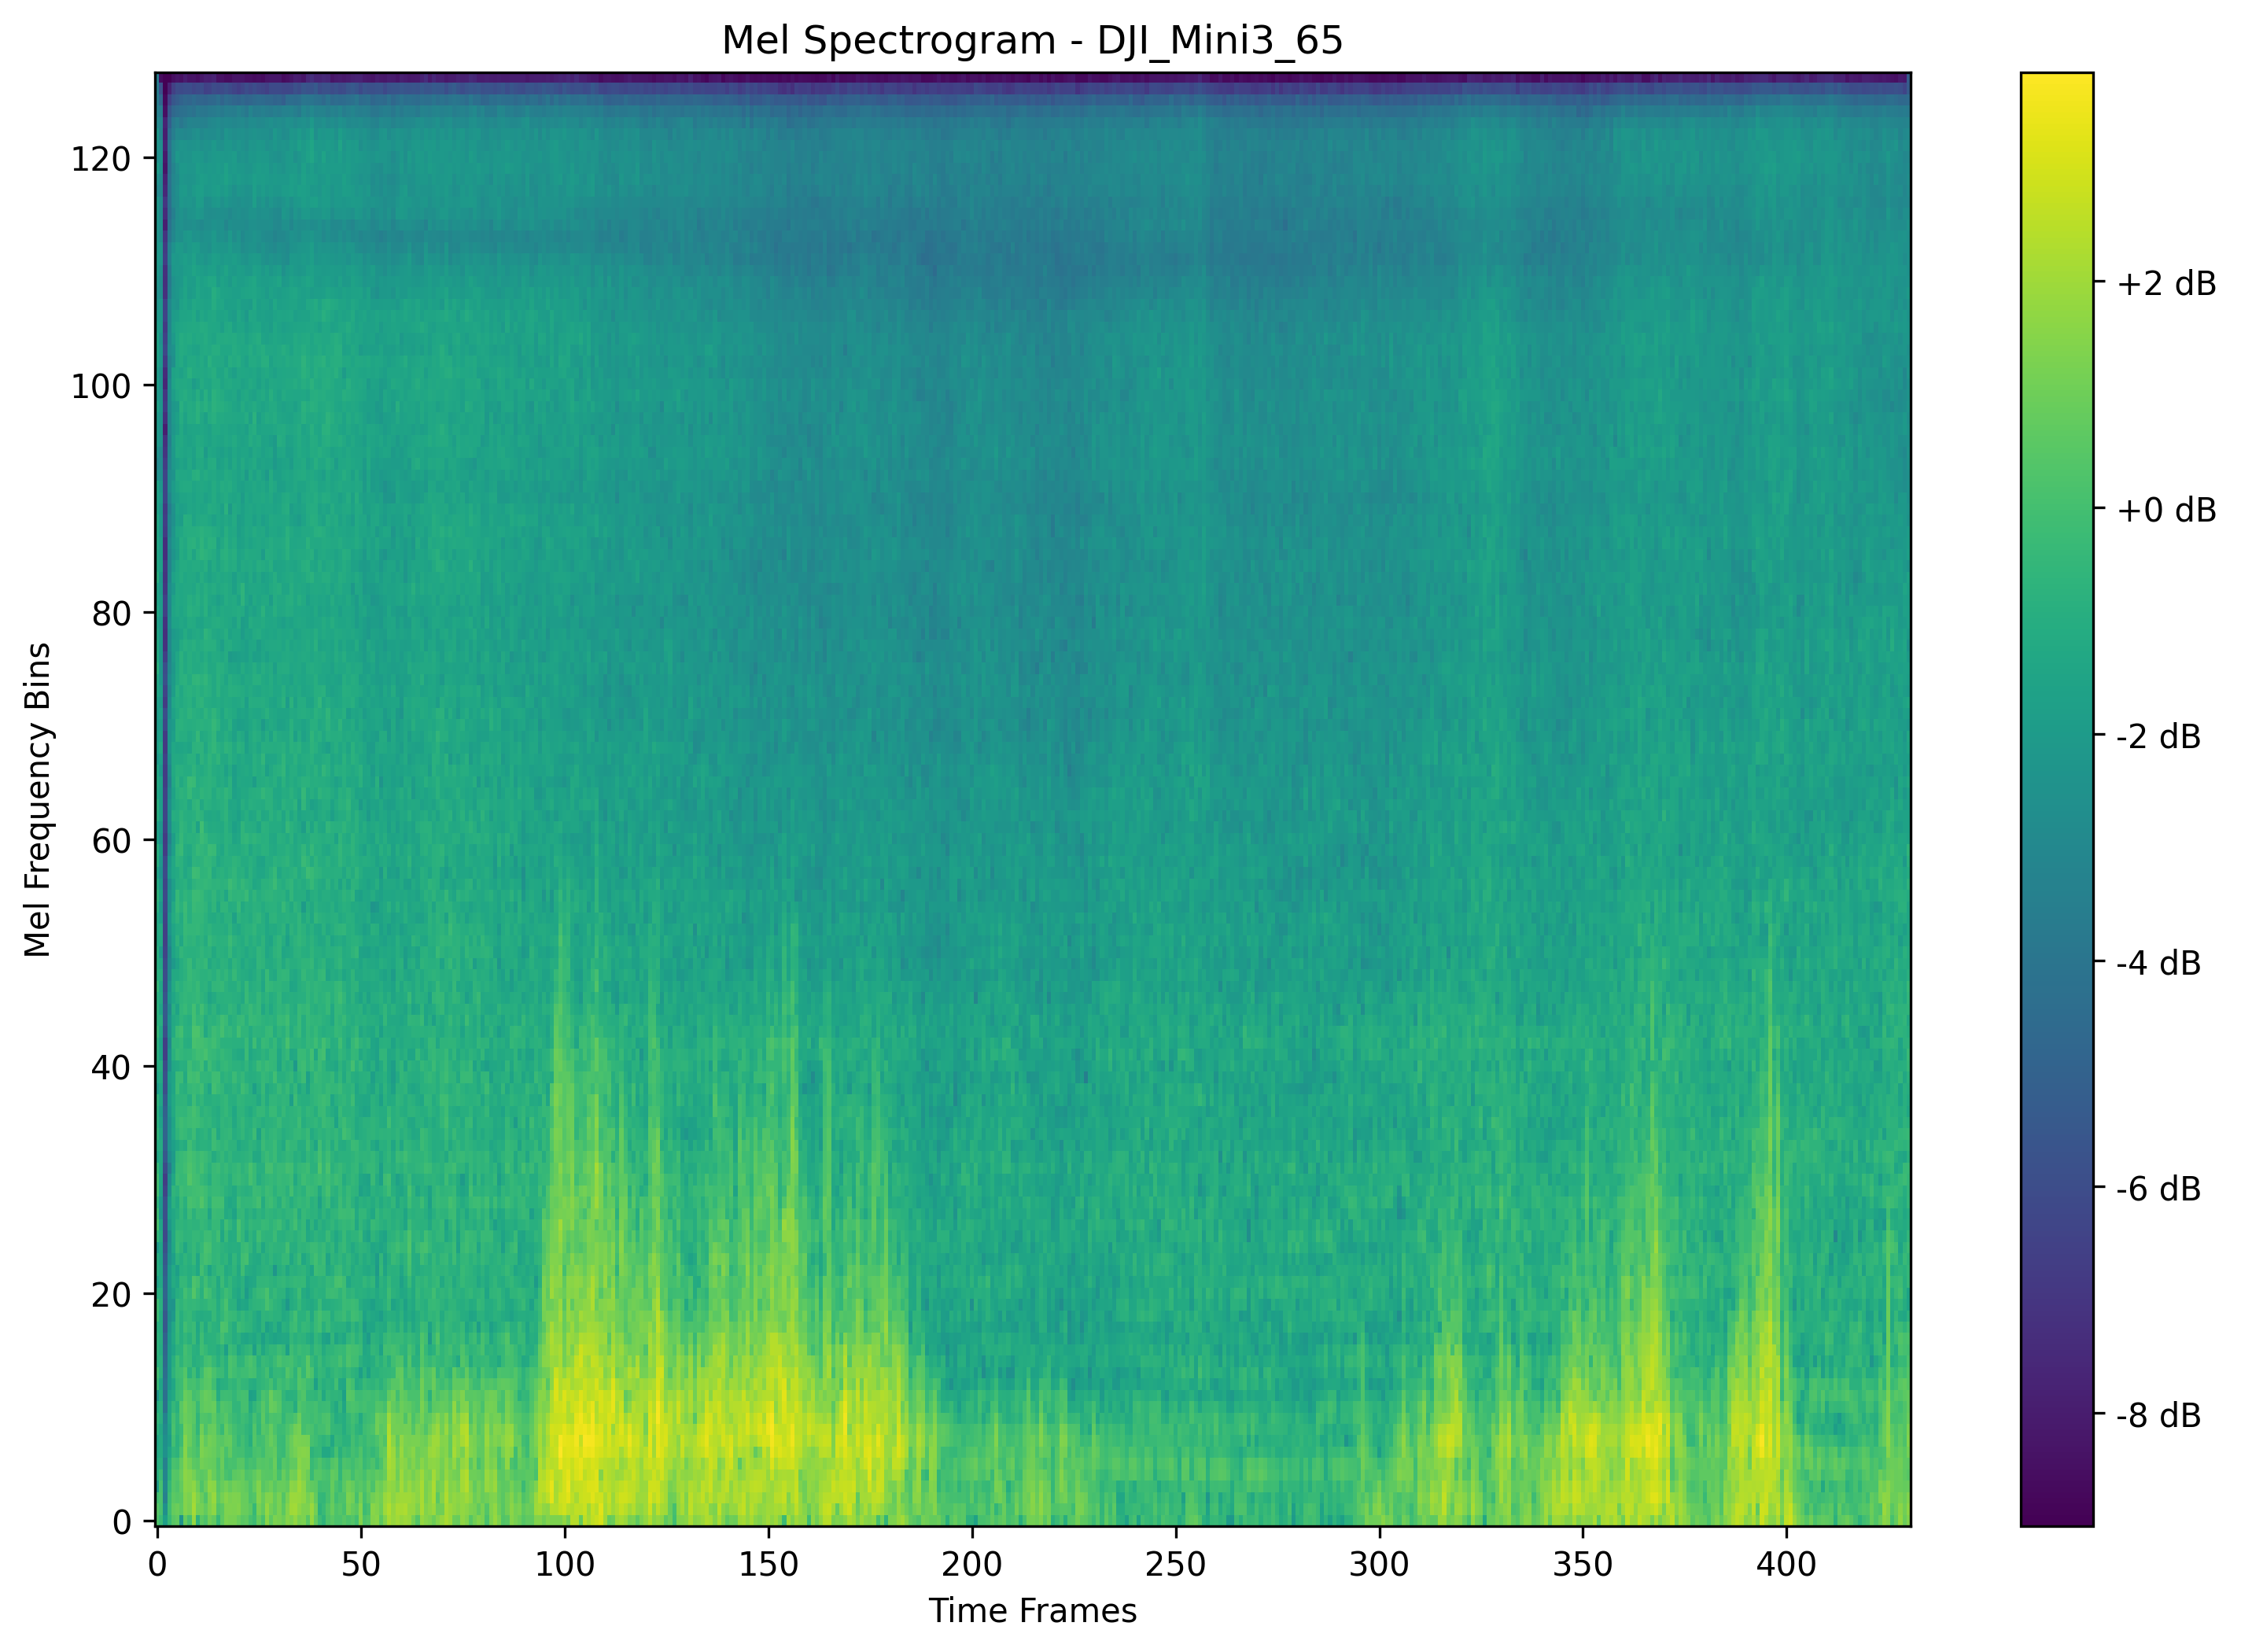 Mel Spectrogram - DJI_Mini3_65
120
100
80
60
40
20
0
Mel Frequency Bins
0 50 100 150 200 250 300 350 400
Time Frames
+2 dB
+0 dB
-2 dB
-4 dB
-6 dB
-8 dB